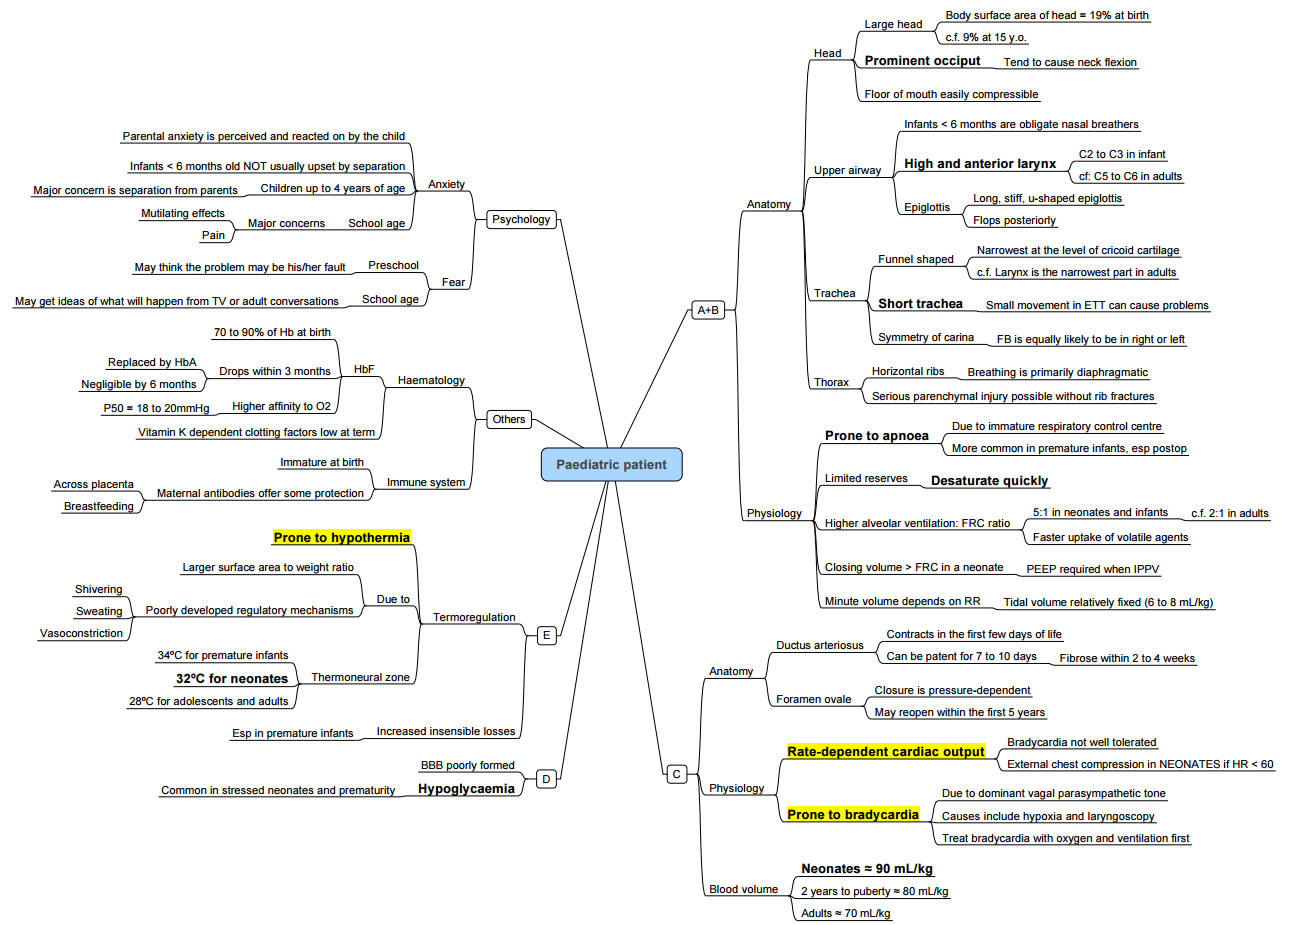 Paediatric patient
A+B
Anatomy
Head
Large head
Body surface area of head = 19% at birth
c.f. 9% at 15 y.o.
Prominent occiput
Tend to cause neck flexion
Floor of mouth easily compressible
Upper airway
Infants < 6 months are obligate nasal breathers
High and anterior larynx
C2 to C3 in infant
cf: C5 to C6 in adults
Epiglottis
Long, stiff, u-shaped epiglottis
Flops posteriorly
Trachea
Funnel shaped
Narrowest at the level of cricoid cartilage
c.f. Larynx is the narrowest part in adults
Short trachea
Small movement in ETT can cause problems
Symmetry of carina
FB is equally likely to be in right or left
Thorax
Horizontal ribs
Breathing is primarily diaphragmatic
Serious parenchymal injury possible without rib fractures
Physiology
Prone to apnoea
Due to immature respiratory control centre
More common in premature infants, esp postop
Limited reserves
Desaturate quickly
Higher alveolar ventilation: FRC ratio
5:1 in neonates and infants
c.f. 2:1 in adults
Faster uptake of volatile agents
Closing volume > FRC in a neonate
PEEP required when IPPV
Minute volume depends on RR
Tidal volume relatively fixed (6 to 8 mL/kg)
C
Anatomy
Ductus arteriosus
Contracts in the first few days of life
Can be patent for 7 to 10 days
Fibrose within 2 to 4 weeks
Foramen ovale
Closure is pressure-dependent
May reopen within the first 5 years
Physiology
Rate-dependent cardiac output
Bradycardia not well tolerated
External chest compression in NEONATES if HR < 60
Prone to bradycardia
Due to dominant vagal parasympathetic tone
Causes include hypoxia and laryngoscopy
Treat bradycardia with oxygen and ventilation first
Blood volume
Neonates ≈ 90 mL/kg
2 years to puberty ≈ 80 mL/kg
Adults ≈ 70 mL/kg
Psychology
Anxiety
Parental anxiety is perceived and reacted on by the child
Infants < 6 months old NOT usually upset by separation
Children up to 4 years of age
Major concern is separation from parents
School age
Major concerns
Mutilating effects
Pain
Fear
Preschool
May think the problem may be his/her fault
School age
May get ideas of what will happen from TV or adult conversations
Others
Haematology
HbF
70 to 90% of Hb at birth
Drops within 3 months
Replaced by HbA
Negligible by 6 months
Higher affinity to O2
P50 = 18 to 20mmHg
Vitamin K dependent clotting factors low at term
Immune system
Immature at birth
Maternal antibodies offer some protection
Across placenta
Breastfeeding
E
Termoregulation
Prone to hypothermia
Due to
Larger surface area to weight ratio
Poorly developed regulatory mechanisms
Shivering
Sweating
Vasoconstriction
Thermoneural zone
34ºC for premature infants
32ºC for neonates
28ºC for adolescents and adults
Increased insensible losses
Esp in premature infants
D
BBB poorly formed
Hypoglycaemia
Common in stressed neonates and prematurity